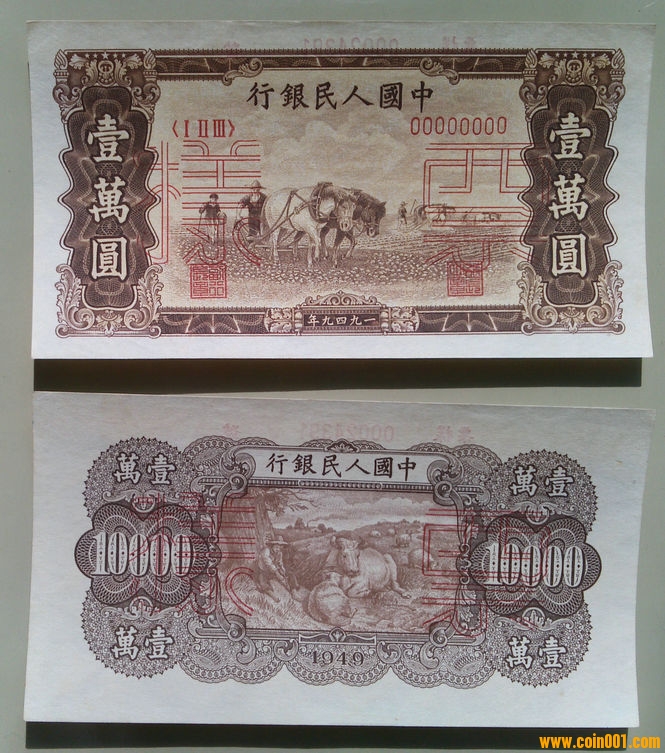 中國人民銀行
〈Ⅰ Ⅱ Ⅲ〉
00000000
壹萬圓
壹萬圓
票樣
一九四九年
中國人民銀行
壹萬
壹萬
10000
10000
壹萬
壹萬
1949
www.coin001.com